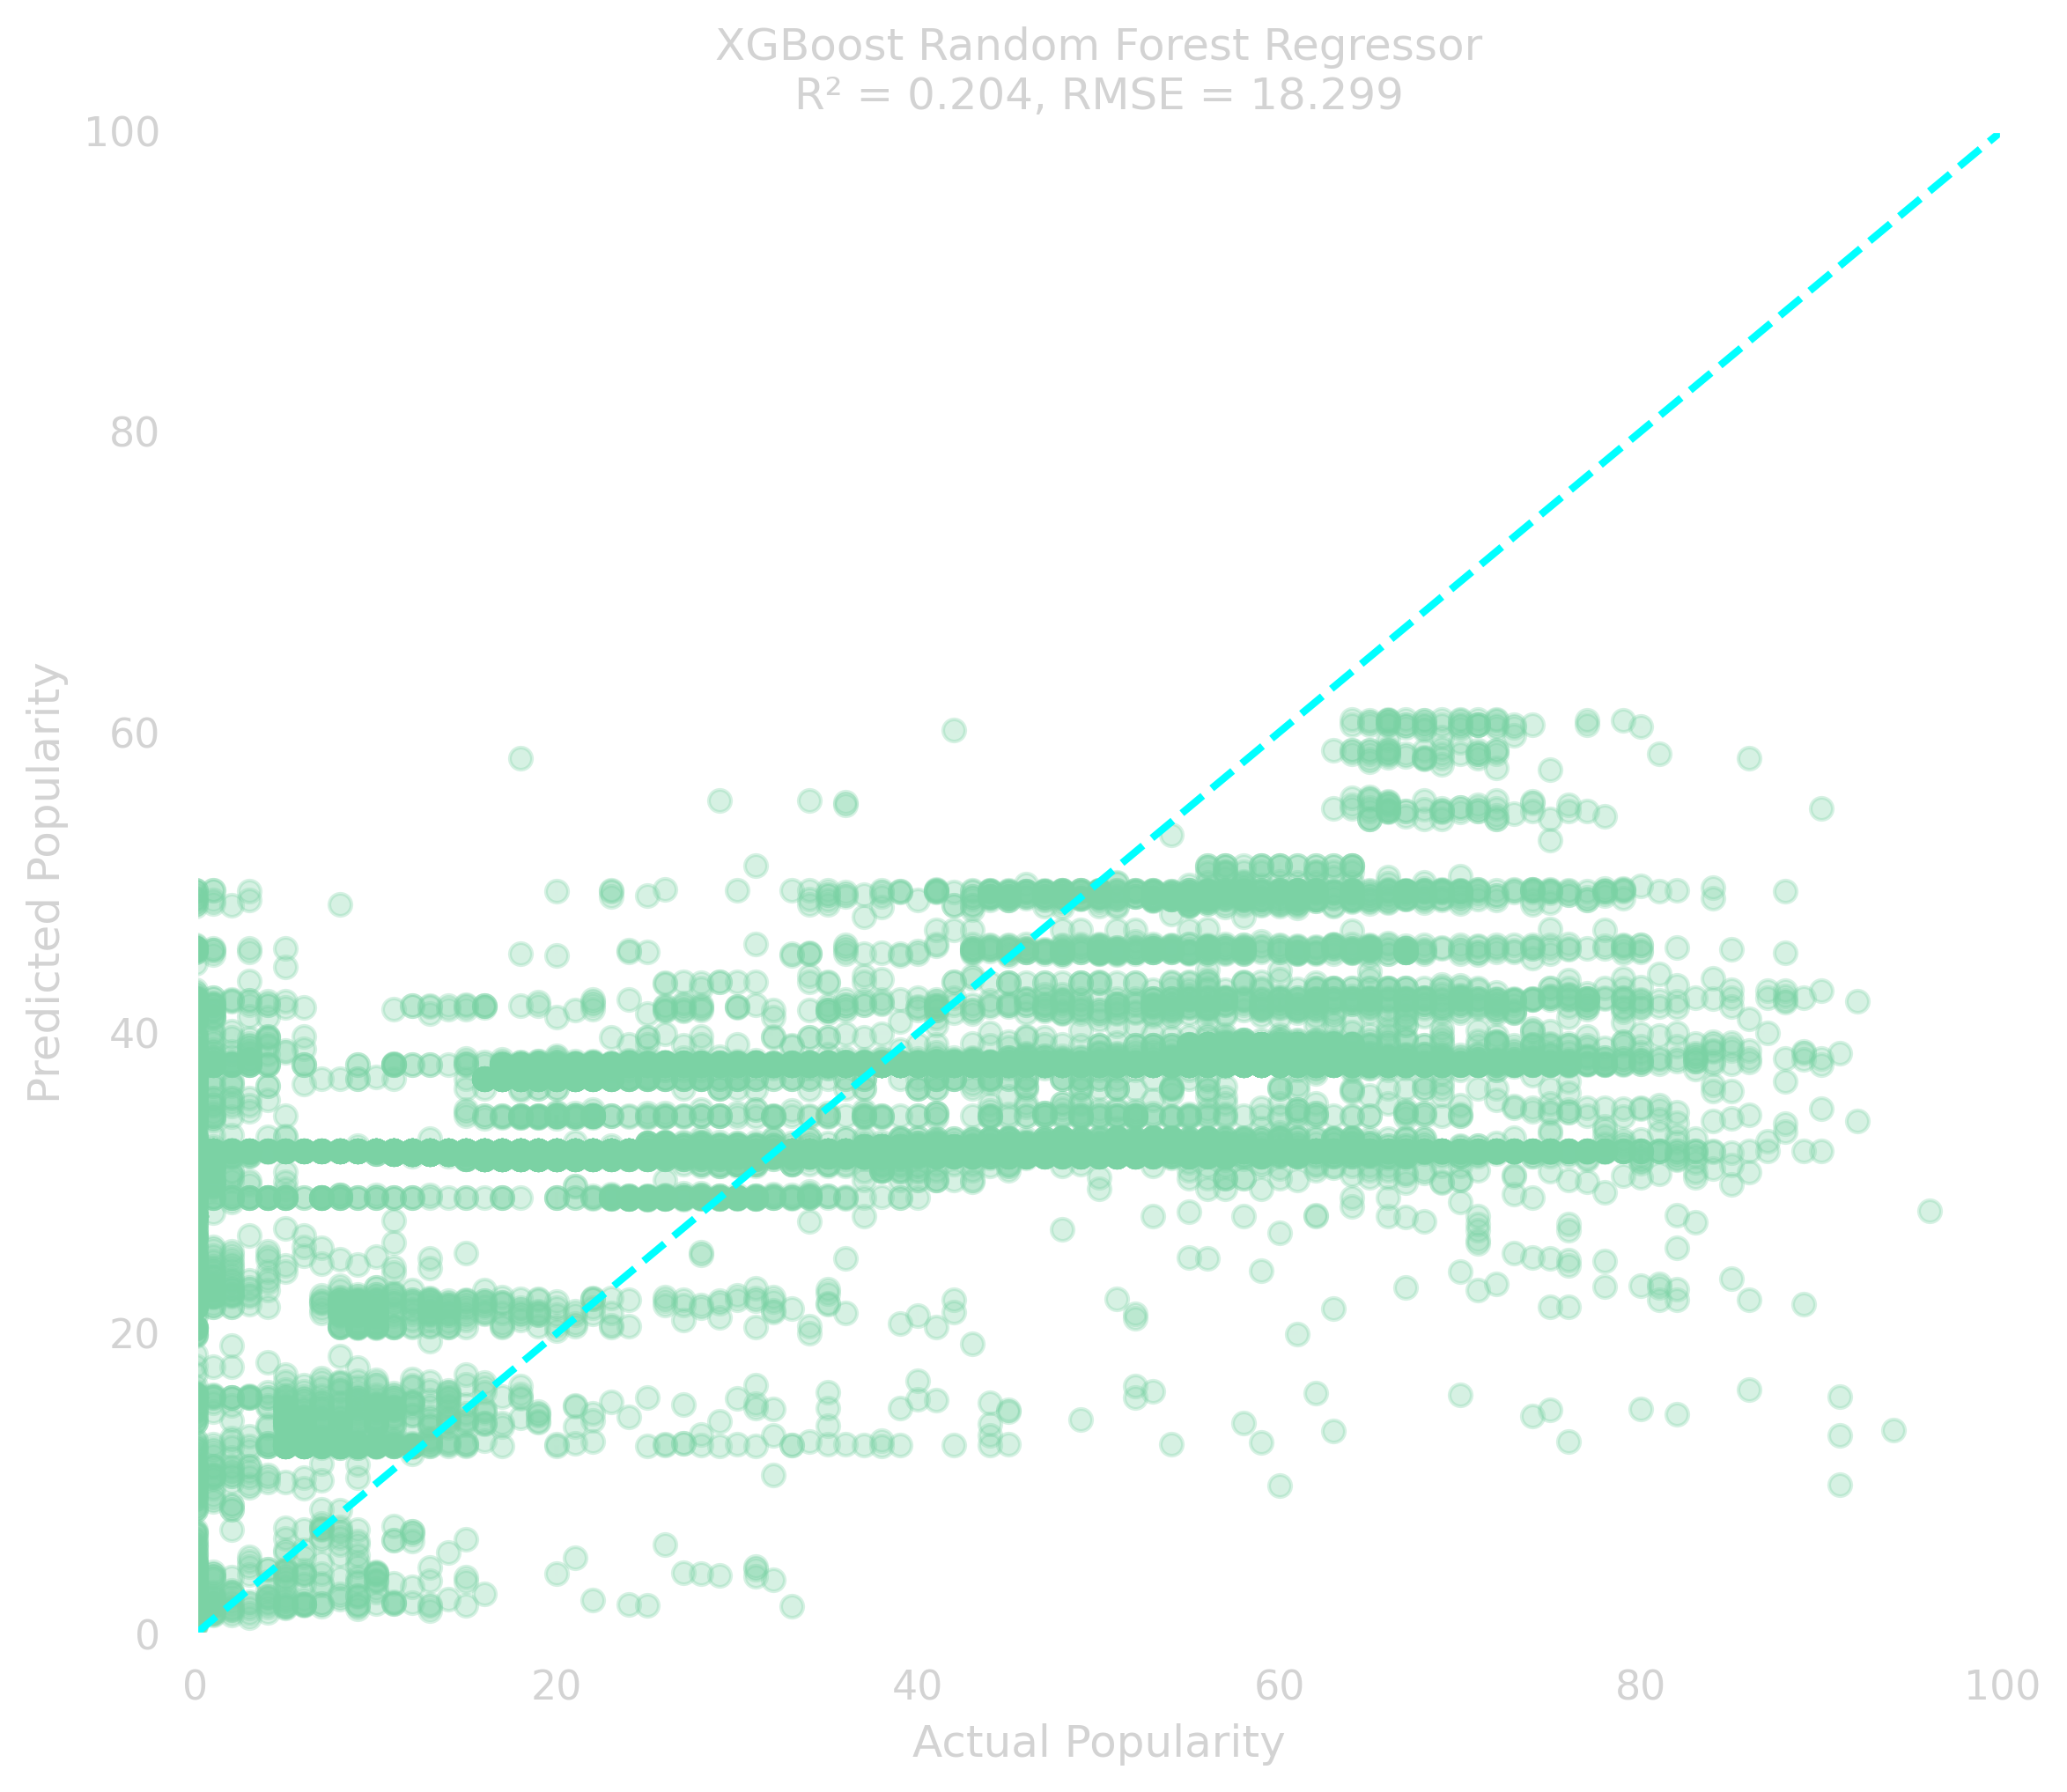 XGBoost Random Forest Regressor
R² = 0.204, RMSE = 18.299
100
80
60
40
20
0
Predicted Popularity
0 20 40 60 80 100
Actual Popularity